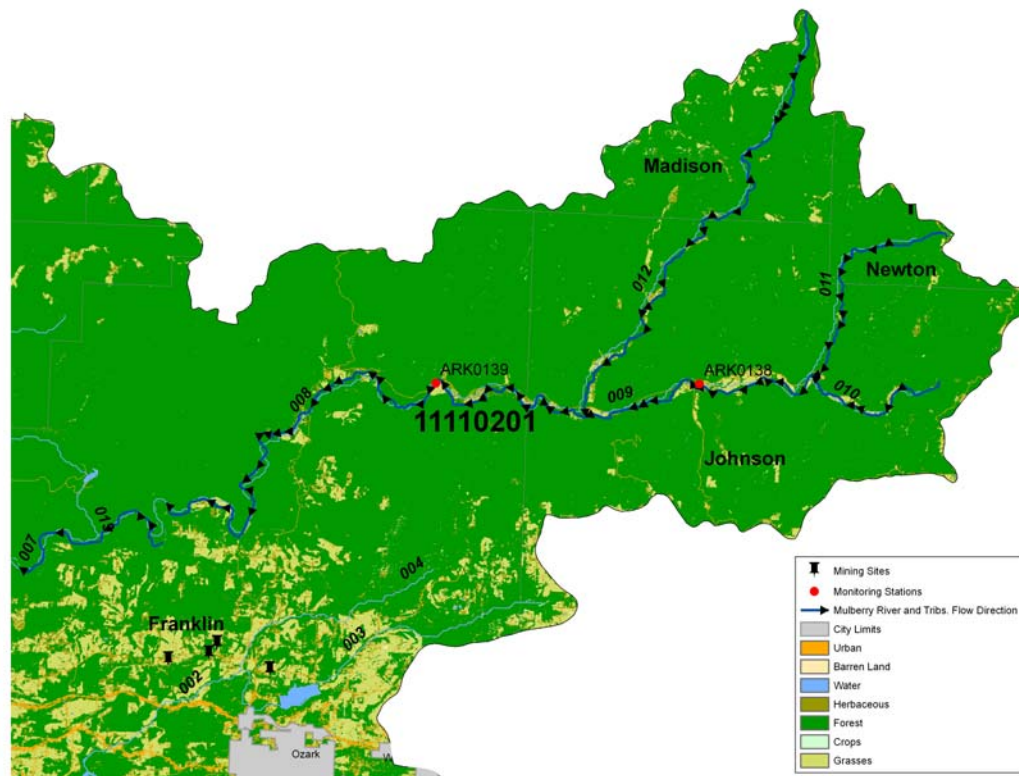 Madison
012
011
Newton
ARK0139
ARK0138
008
009
010
11110201
Johnson
015
007
004
Franklin
003
002
Ozark
W
Mining Sites
Monitoring Stations
Mulberry River and Tribs. Flow Direction
City Limits
Urban
Barren Land
Water
Herbaceous
Forest
Crops
Grasses